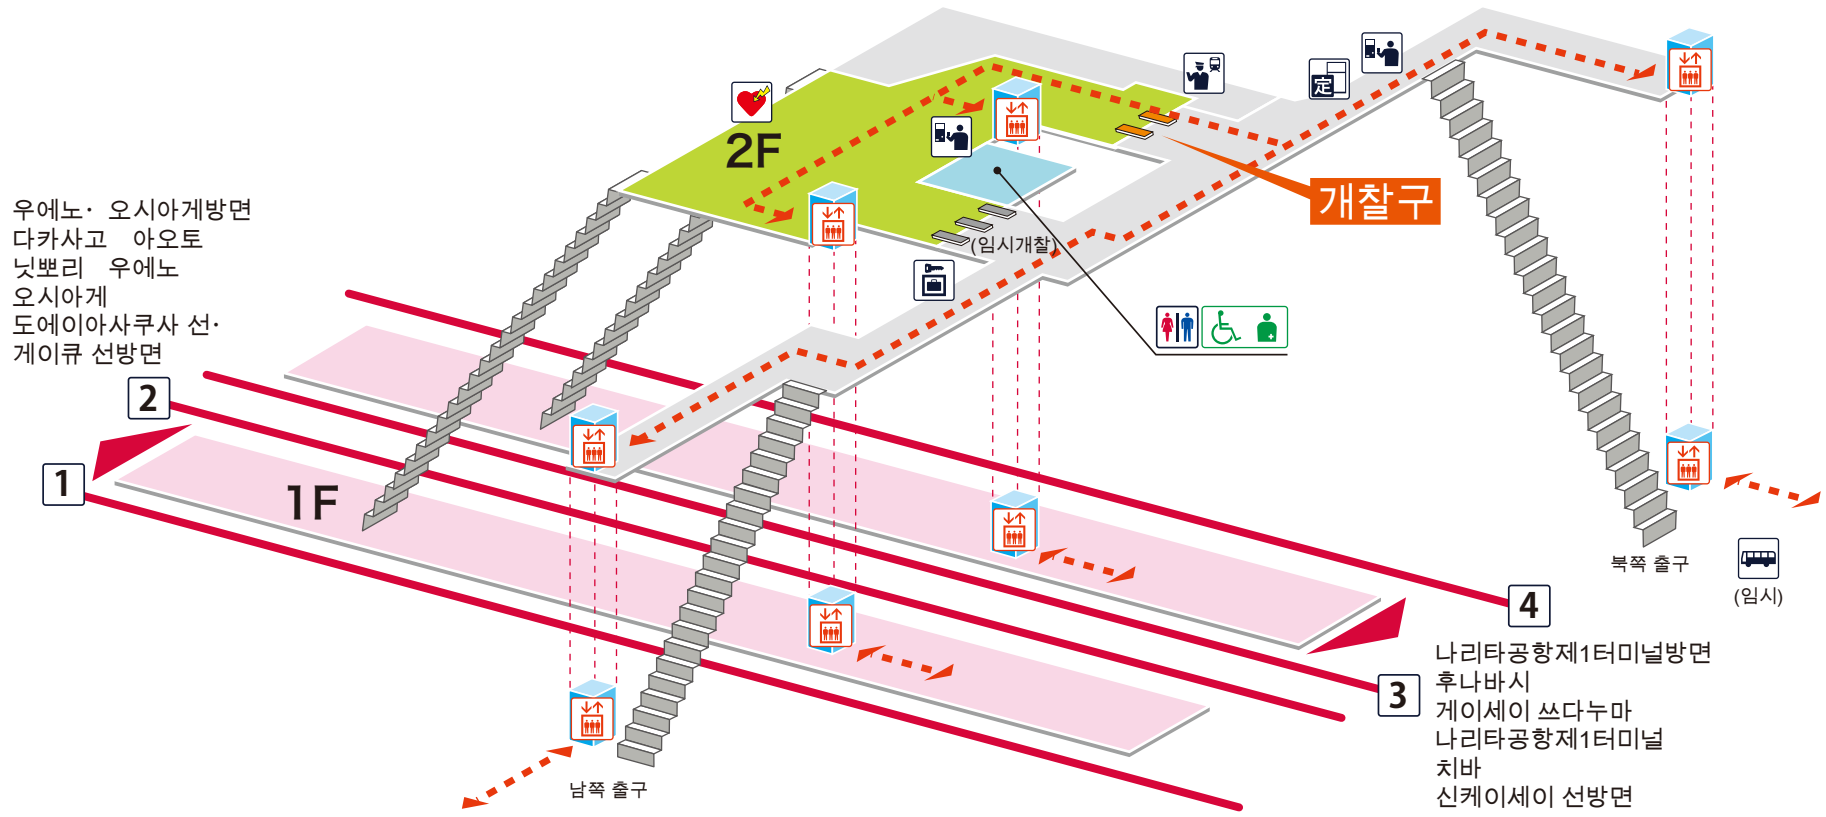 定
2F
개찰구
(임시개찰)
우에노· 오시아게방면
다카사고 아오토
닛뽀리 우에노
오시아게
도에이아사쿠사 선·
게이큐 선방면
2
1
1F
북쪽 출구
(임시)
4
나리타공항제1터미널방면
후나바시
게이세이 쓰다누마
나리타공항제1터미널
치바
신케이세이 선방면
3
남쪽 출구